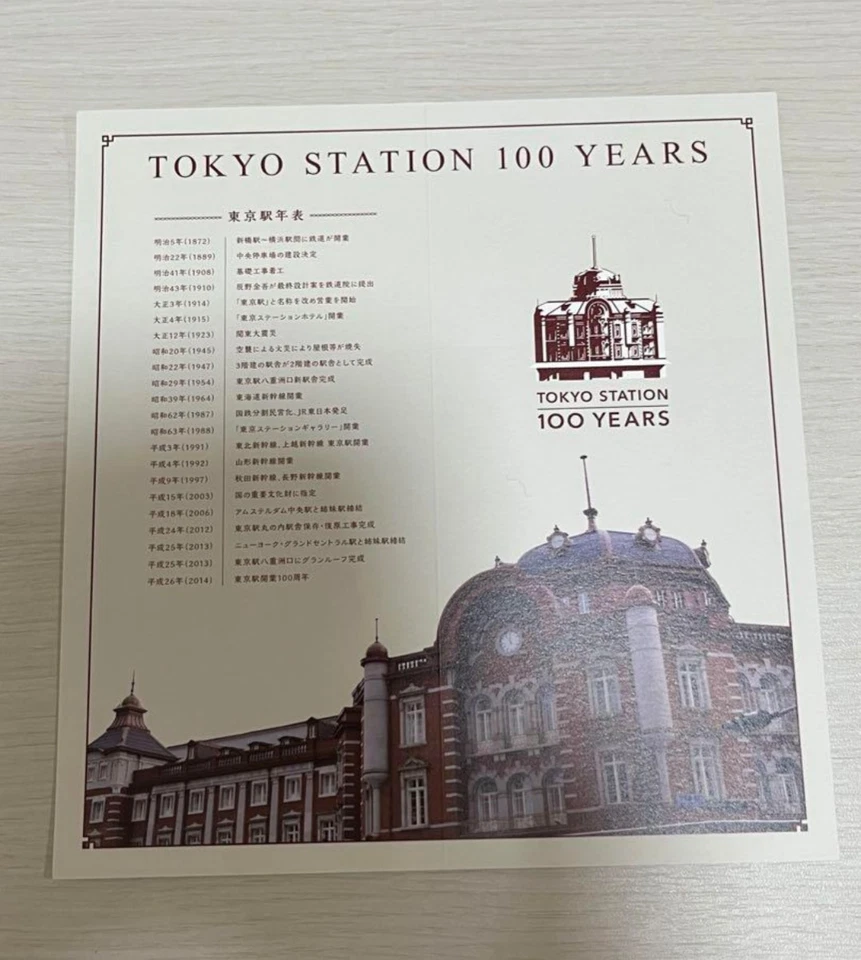 TOKYO STATION 100 YEARS
東京駅年表
明治5年(1872) 新橋駅〜横浜駅間に鉄道が開業
明治22年(1889) 中央停車場の建設決定
明治41年(1908) 基礎工事着工
明治43年(1910) 辰野金吾が最終設計案を鉄道院に提出
大正3年(1914) 「東京駅」と名称を改め営業を開始
大正4年(1915) 「東京ステーションホテル」開業
大正12年(1923) 関東大震災
昭和20年(1945) 空襲による火災により屋根等が焼失
昭和22年(1947) 3階建の駅舎が2階建の駅舎として完成
昭和29年(1954) 東京駅八重洲口新駅舎完成
昭和39年(1964) 東海道新幹線開業
昭和62年(1987) 国鉄分割民営化、JR東日本発足
昭和63年(1988) 「東京ステーションギャラリー」開業
平成3年(1991) 東北新幹線、上越新幹線 東京駅開業
平成4年(1992) 山形新幹線開業
平成9年(1997) 秋田新幹線、長野新幹線開業
平成15年(2003) 国の重要文化財に指定
平成18年(2006) アムステルダム中央駅と姉妹駅締結
平成24年(2012) 東京駅丸の内駅舎保存・復原工事完成
平成25年(2013) ニューヨーク・グランドセントラル駅と姉妹駅締結
平成25年(2013) 東京駅八重洲口にグランルーフ完成
平成26年(2014) 東京駅開業100周年
TOKYO STATION
100 YEARS